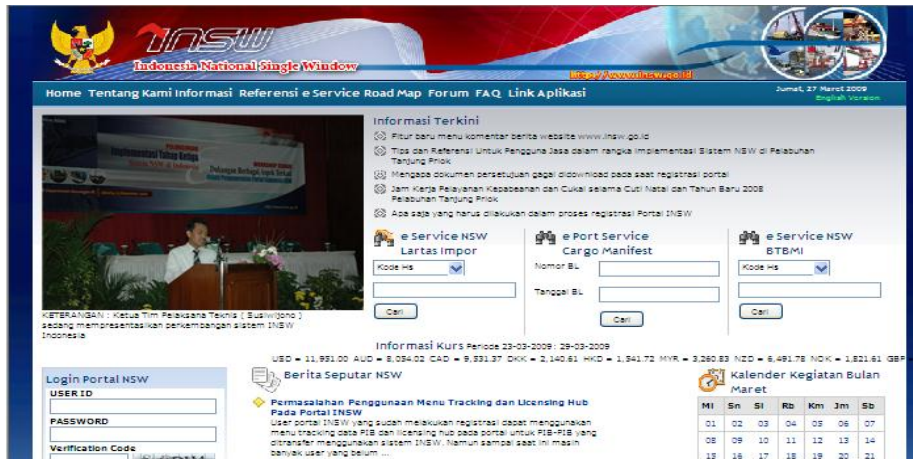 INSW
Indonesia National Single Window
http://www.insw.go.id
Home Tentang Kami Informasi Referensi e Service Road Map Forum FAQ Link Aplikasi
Jumat, 27 Maret 2009
English Version
Informasi Terkini
Fitur baru menu komentar berita website www.insw.go.id
Tips dan Referensi Untuk Pengguna Jasa dalam rangka Implementasi Sistem NSW di Pelabuhan
Tanjung Priok
Mengapa dokumen persetujuan gagal didownload pada saat registrasi portal
Jam Kerja Pelayanan Kepabeanan dan Cukai selama Cuti Natal dan Tahun Baru 2008
Pelabuhan Tanjung Priok
Apa saja yang harus dilakukan dalam proses registrasi Portal INSW
Implementasi Tahap Ketiga
e Service NSW
Lartas Impor
Kode Hs
Cari
e Port Service
Cargo Manifest
Nomor BL
Tanggal BL
Cari
e Service NSW
BTBMI
Kode Hs
Cari
KETERANGAN : Ketua Tim Pelaksana Teknis ( Susiwijono )
sedang mempresentasikan perkembangan sistem INSW
Indonesia
Informasi Kurs Periode 23-03-2009 : 29-03-2009
USD = 11,951.00 AUD = 8,054.02 CAD = 9,531.37 DKK = 2,140.61 HKD = 1,541.72 MYR = 3,260.83 NZD = 6,491.78 NOK = 1,821.61 GBP
Login Portal NSW
USER ID
PASSWORD
Verification Code
Berita Seputar NSW
Permasalahan Penggunaan Menu Tracking dan Licensing Hub
Pada Portal INSW
User portal INSW yang sudah melakukan registrasi dapat menggunakan
menu tracking data PIB dan licensing hub pada portal untuk PIB-PIB yang
ditransfer menggunakan sistem INSW. Namun sampai saat ini masih
banyak user yang belum ...
Kalender Kegiatan Bulan
Maret
MI Sn Sl Rb Km Jm Sb
01 02 03 04 05 06 07
08 09 10 11 12 13 14
15 16 17 18 19 20 21